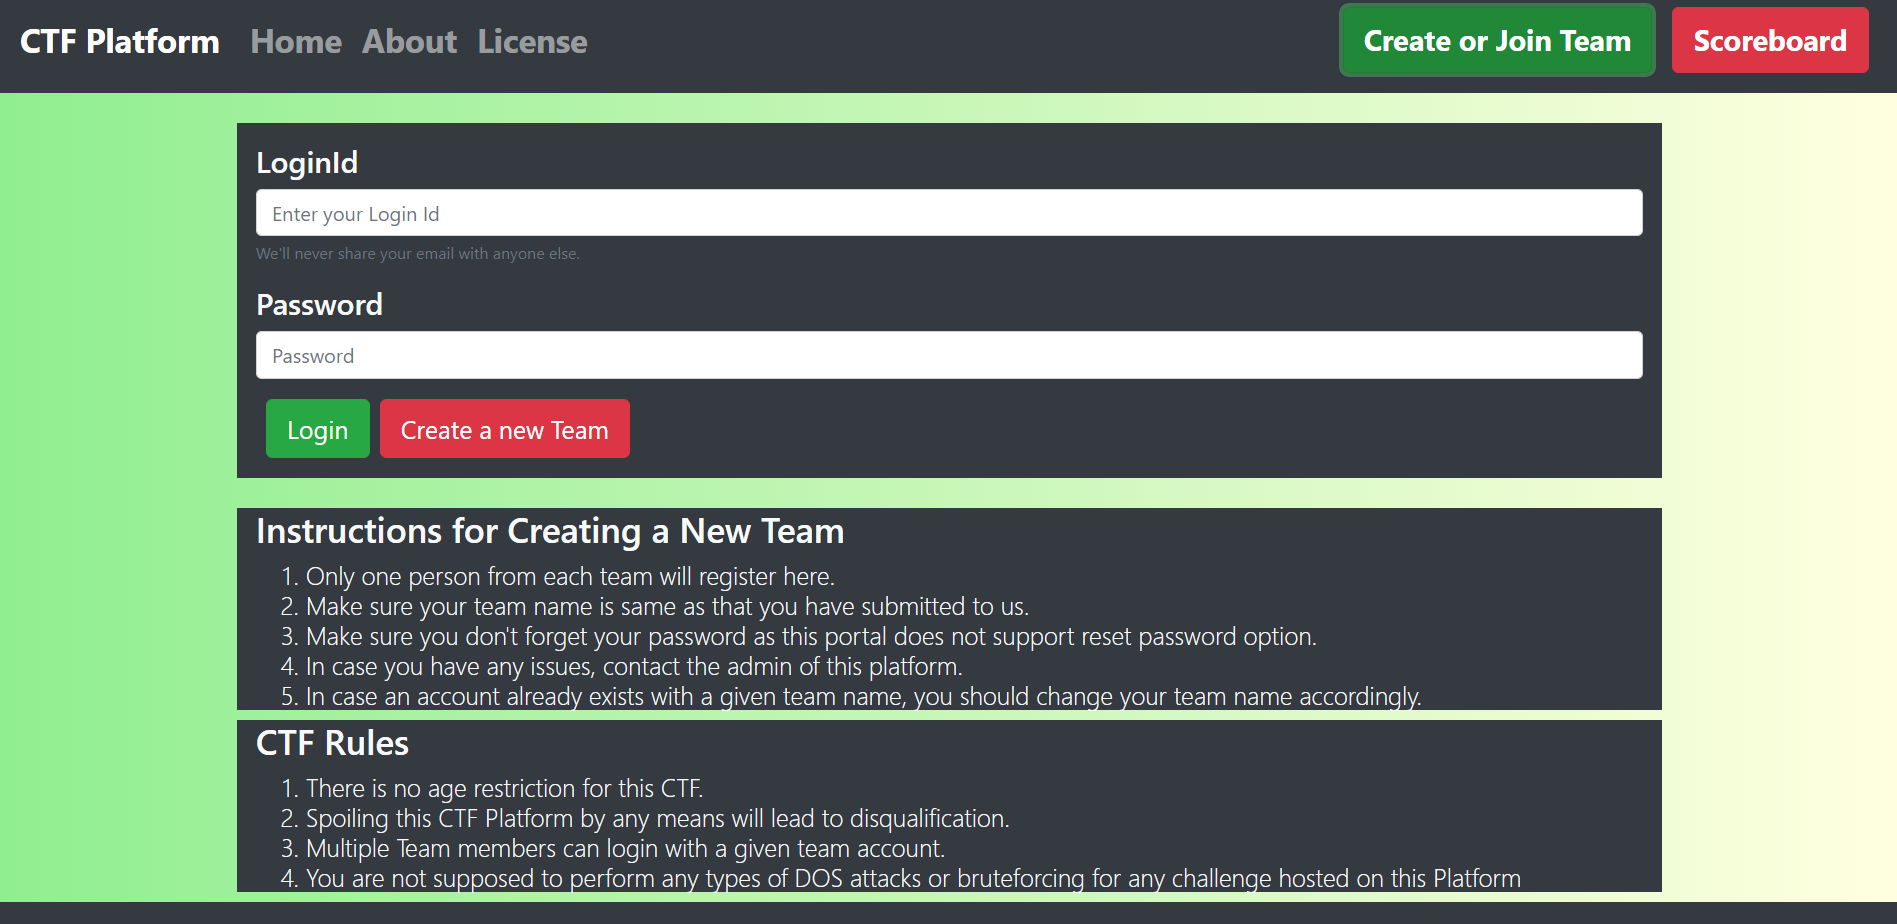 CTF Platform Home About License Create or Join Team Scoreboard
LoginId
Enter your Login Id
We'll never share your email with anyone else.
Password
Password
Login Create a new Team
Instructions for Creating a New Team
1. Only one person from each team will register here.
2. Make sure your team name is same as that you have submitted to us.
3. Make sure you don't forget your password as this portal does not support reset password option.
4. In case you have any issues, contact the admin of this platform.
5. In case an account already exists with a given team name, you should change your team name accordingly.
CTF Rules
1. There is no age restriction for this CTF.
2. Spoiling this CTF Platform by any means will lead to disqualification.
3. Multiple Team members can login with a given team account.
4. You are not supposed to perform any types of DOS attacks or bruteforcing for any challenge hosted on this Platform